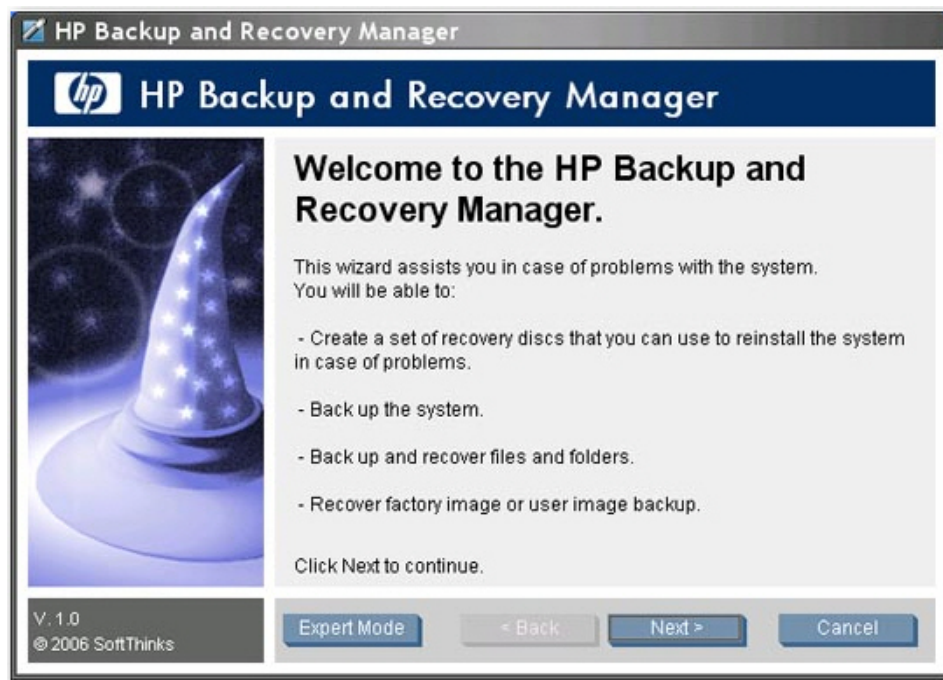 HP Backup and Recovery Manager
hp HP Backup and Recovery Manager
Welcome to the HP Backup and
Recovery Manager.
This wizard assists you in case of problems with the system.
You will be able to:
- Create a set of recovery discs that you can use to reinstall the system
in case of problems.
- Back up the system.
- Back up and recover files and folders.
- Recover factory image or user image backup.
Click Next to continue.
V. 1.0
© 2006 SoftThinks
Expert Mode < Back Next > Cancel